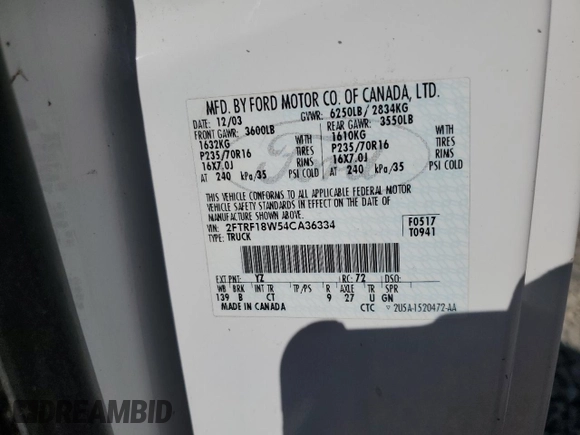 MFD. BY FORD MOTOR CO. OF CANADA, LTD.
DATE: 12/03 GVWR: 6250LB/ 2834KG
FRONT GAWR: 3600LB REAR GAWR: 3550LB
1632KG WITH 1610KG WITH
P235/70R16 TIRES P235/70R16 TIRES
16X7.0J RIMS 16X7.0J RIMS
AT 240 kPa/35 PSI COLD AT 240 kPa/35 PSI COLD
THIS VEHICLE CONFORMS TO ALL APPLICABLE FEDERAL MOTOR
VEHICLE SAFETY STANDARDS IN EFFECT ON THE DATE OF
MANUFACTURE SHOWN ABOVE.
VIN: 2FTRF18W54CA36334 F0517
TYPE: TRUCK T0941
EXT PNT: YZ RC: 72 DSO:
WB BRK INT TR TP/PS R AXLE TR SPR
139 B CT 9 27 U GN
MADE IN CANADA CTC 2U5A-1520472-AA
Ford
DREAMBID